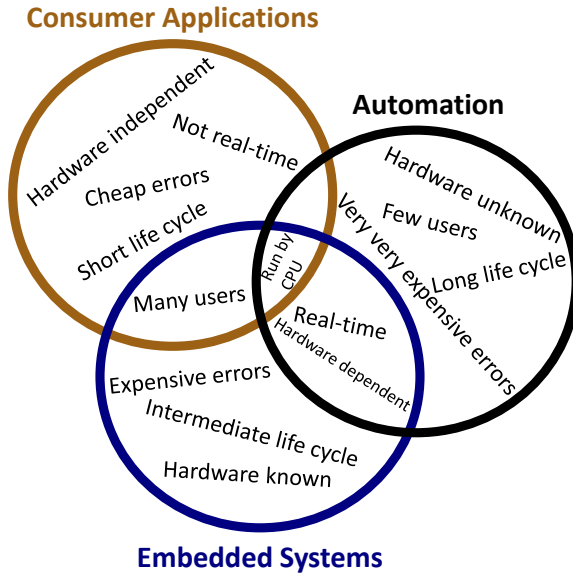 Consumer Applications
Automation
Hardware independent
Not real-time
Cheap errors
Short life cycle
Many users
Run by
CPU
Hardware unknown
Few users
Very very expensive errors
Long life cycle
Real-time
Hardware dependent
Expensive errors
Intermediate life cycle
Hardware known
Embedded Systems